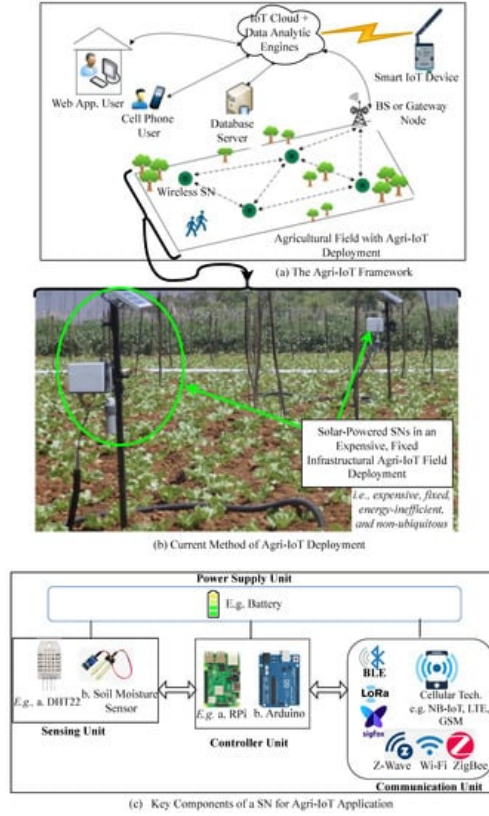 IoT Cloud +
Data Analytic
Engines
Smart IoT Device
Web App. User
Cell Phone
User
Database
Server
BS or Gateway
Node
Wireless SN
Agricultural Field with Agri-IoT
Deployment
(a) The Agri-IoT Framework
Solar-Powered SNs in an
Expensive, Fixed
Infrastructural Agri-IoT Field
Deployment
i.e., expensive, fixed,
energy-inefficient,
and non-ubiquitous
(b) Current Method of Agri-IoT Deployment
Power Supply Unit
E.g. Battery
E.g., a. DHT22
b. Soil Moisture
Sensor
Sensing Unit
E.g. a. RPi
b. Arduino
Controller Unit
BLE
LoRa
sigfox
Cellular Tech.
e.g. NB-IoT, LTE,
GSM
Z-Wave
Wi-Fi
ZigBee
Communication Unit
(c) Key Components of a SN for Agri-IoT Application